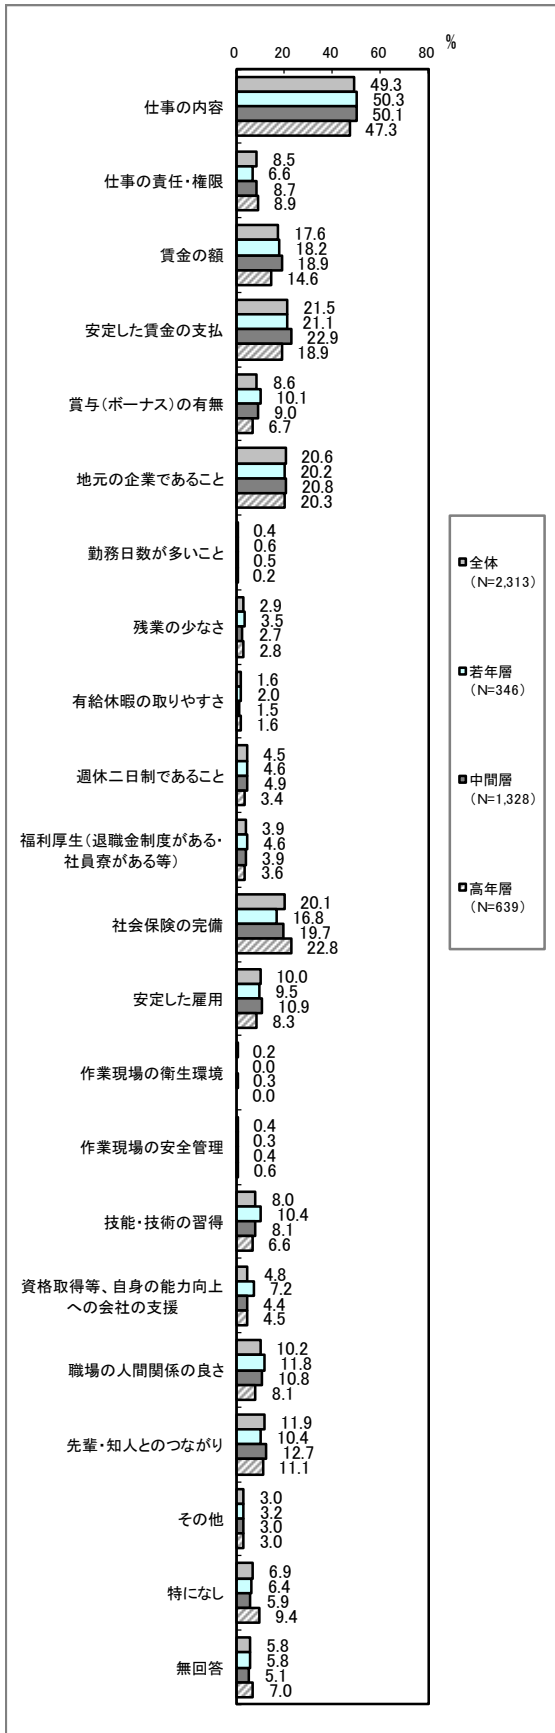 %
0 20 40 60 80
仕事の内容
49.3
50.3
50.1
47.3
仕事の責任・権限
8.5
6.6
8.7
8.9
賃金の額
17.6
18.2
18.9
14.6
安定した賃金の支払
21.5
21.1
22.9
18.9
賞与(ボーナス)の有無
8.6
10.1
9.0
6.7
地元の企業であること
20.6
20.2
20.8
20.3
勤務日数が多いこと
0.4
0.6
0.5
0.2
残業の少なさ
2.9
3.5
2.7
2.8
有給休暇の取りやすさ
1.6
2.0
1.5
1.6
週休二日制であること
4.5
4.6
4.9
3.4
福利厚生(退職金制度がある・
社員寮がある等)
3.9
4.6
3.9
3.6
社会保険の完備
20.1
16.8
19.7
22.8
安定した雇用
10.0
9.5
10.9
8.3
作業現場の衛生環境
0.2
0.0
0.3
0.0
作業現場の安全管理
0.4
0.3
0.4
0.6
技能・技術の習得
8.0
10.4
8.1
6.6
資格取得等、自身の能力向上
への会社の支援
4.8
7.2
4.4
4.5
職場の人間関係の良さ
10.2
11.8
10.8
8.1
先輩・知人とのつながり
11.9
10.4
12.7
11.1
その他
3.0
3.2
3.0
3.0
特になし
6.9
6.4
5.9
9.4
無回答
5.8
5.8
5.1
7.0
全体
(N=2,313)
若年層
(N=346)
中間層
(N=1,328)
高年層
(N=639)